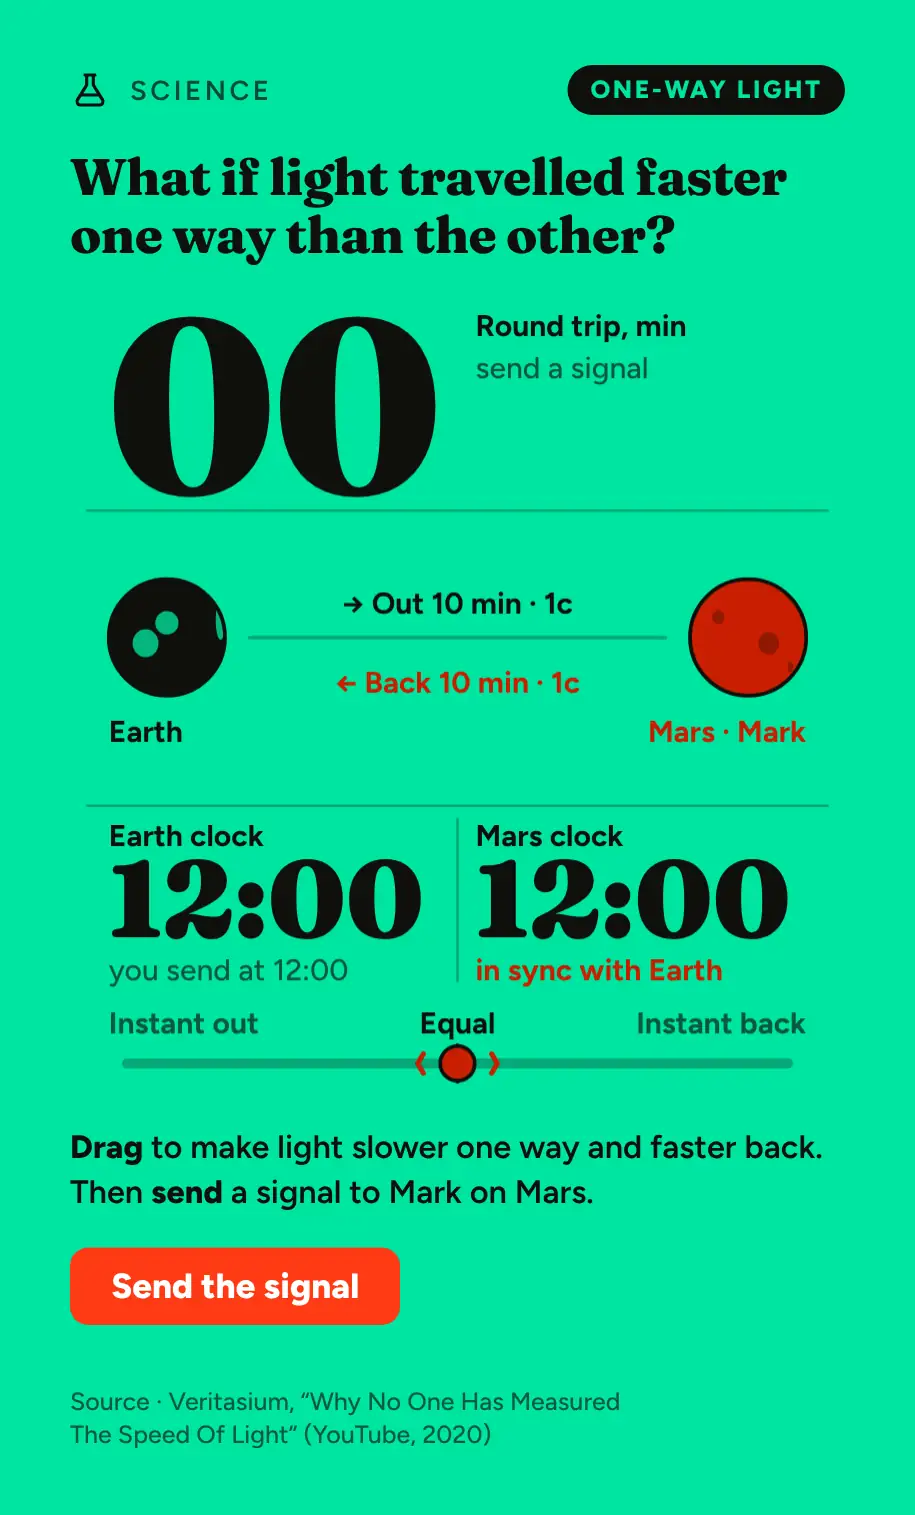 SCIENCE
ONE-WAY LIGHT
What if light travelled faster
one way than the other?
00
Round trip, min
send a signal
→ Out 10 min · 1c
← Back 10 min · 1c
Earth
Mars · Mark
Earth clock
12:00
you send at 12:00
Mars clock
12:00
in sync with Earth
Instant out
Equal
Instant back
Drag to make light slower one way and faster back.
Then send a signal to Mark on Mars.
Send the signal
Source · Veritasium, “Why No One Has Measured
The Speed Of Light” (YouTube, 2020)